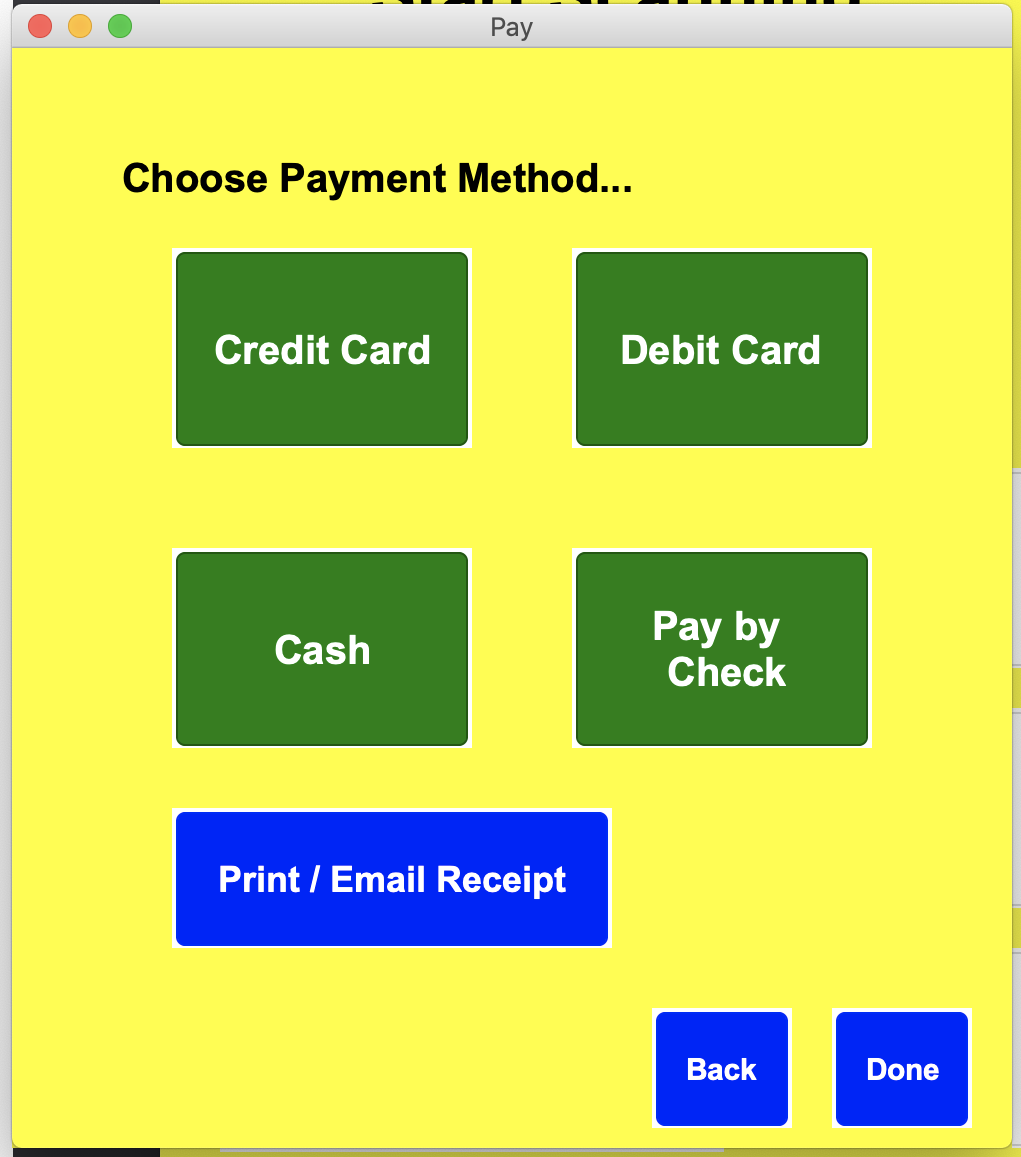 Pay
Choose Payment Method...
Credit Card
Debit Card
Cash
Pay by
Check
Print / Email Receipt
Back
Done